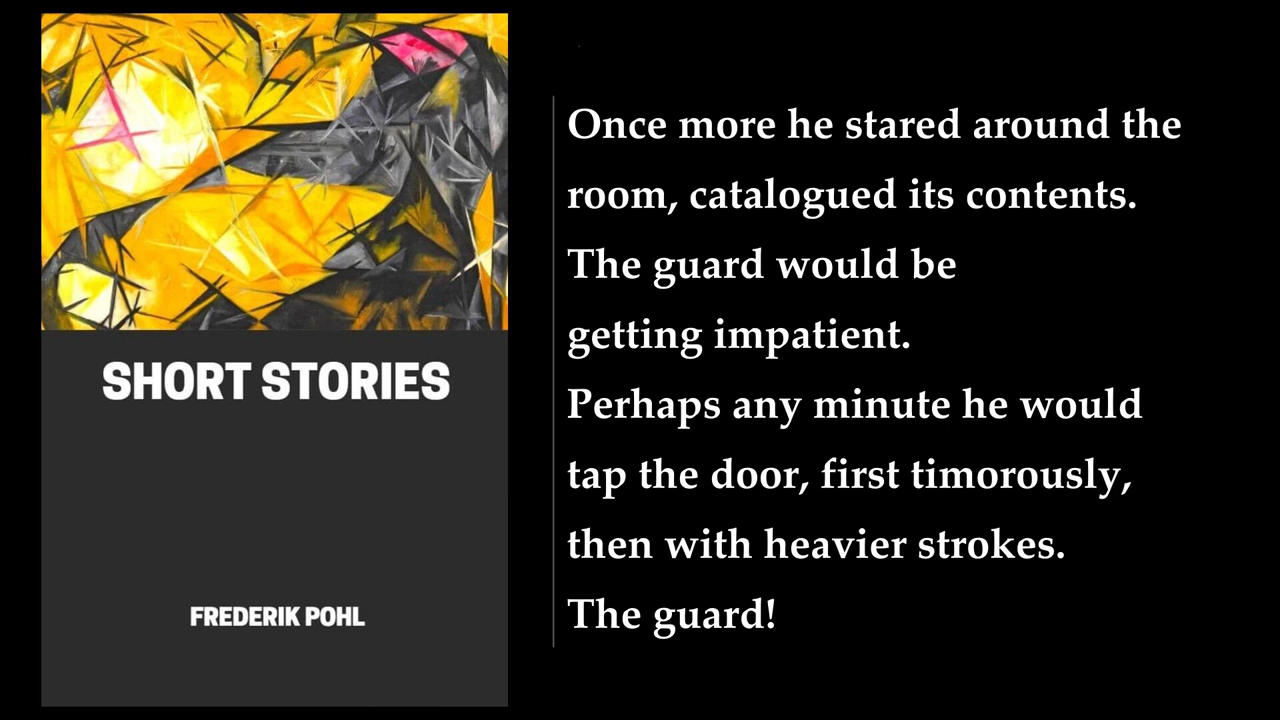 SHORT STORIES
FREDERIK POHL
Once more he stared around the
room, catalogued its contents.
The guard would be
getting impatient.
Perhaps any minute he would
tap the door, first timorously,
then with heavier strokes.
The guard!